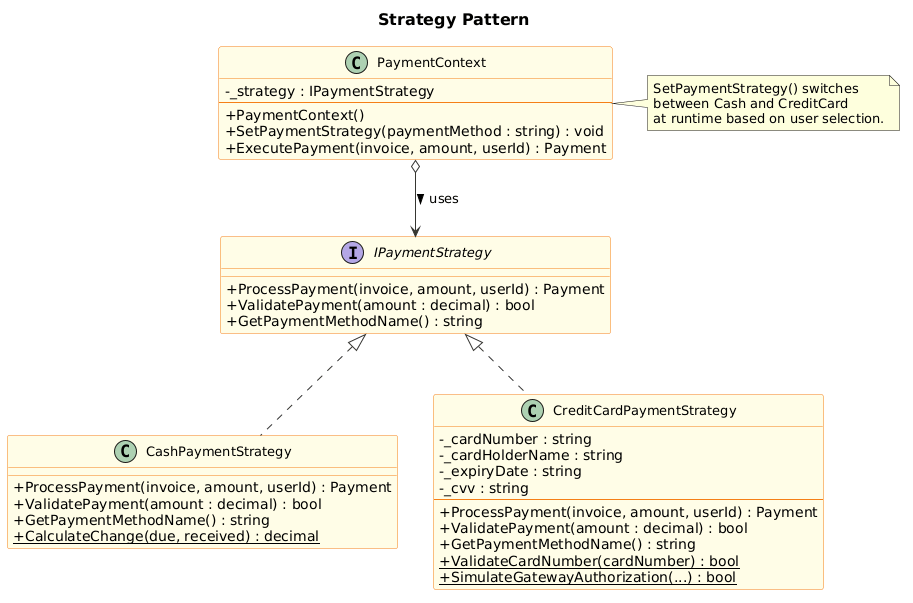 Strategy Pattern
C PaymentContext
-_strategy : IPaymentStrategy
+PaymentContext()
+SetPaymentStrategy(paymentMethod : string) : void
+ExecutePayment(invoice, amount, userId) : Payment
SetPaymentStrategy() switches
between Cash and CreditCard
at runtime based on user selection.
uses
I IPaymentStrategy
+ProcessPayment(invoice, amount, userId) : Payment
+ValidatePayment(amount : decimal) : bool
+GetPaymentMethodName() : string
C CashPaymentStrategy
+ProcessPayment(invoice, amount, userId) : Payment
+ValidatePayment(amount : decimal) : bool
+GetPaymentMethodName() : string
+CalculateChange(due, received) : decimal
C CreditCardPaymentStrategy
-_cardNumber : string
-_cardHolderName : string
-_expiryDate : string
-_cvv : string
+ProcessPayment(invoice, amount, userId) : Payment
+ValidatePayment(amount : decimal) : bool
+GetPaymentMethodName() : string
+ValidateCardNumber(cardNumber) : bool
+SimulateGatewayAuthorization(...) : bool